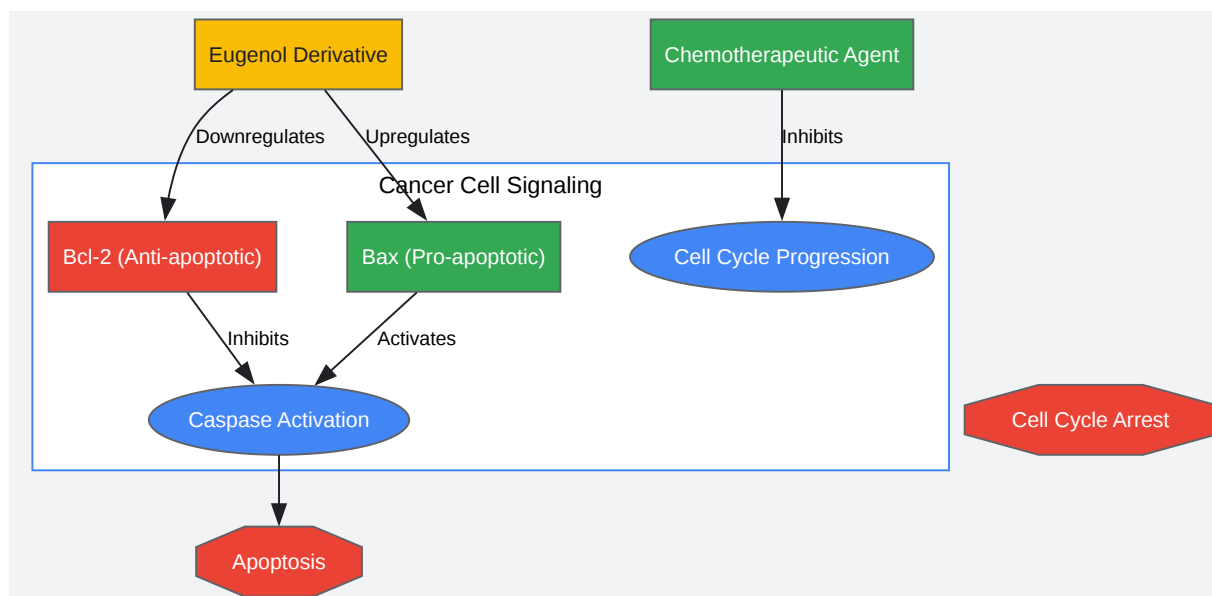 Eugenol Derivative
Chemotherapeutic Agent
Downregulates
Upregulates
Inhibits
Cancer Cell Signaling
Bcl-2 (Anti-apoptotic)
Bax (Pro-apoptotic)
Cell Cycle Progression
Inhibits
Activates
Caspase Activation
Cell Cycle Arrest
Apoptosis